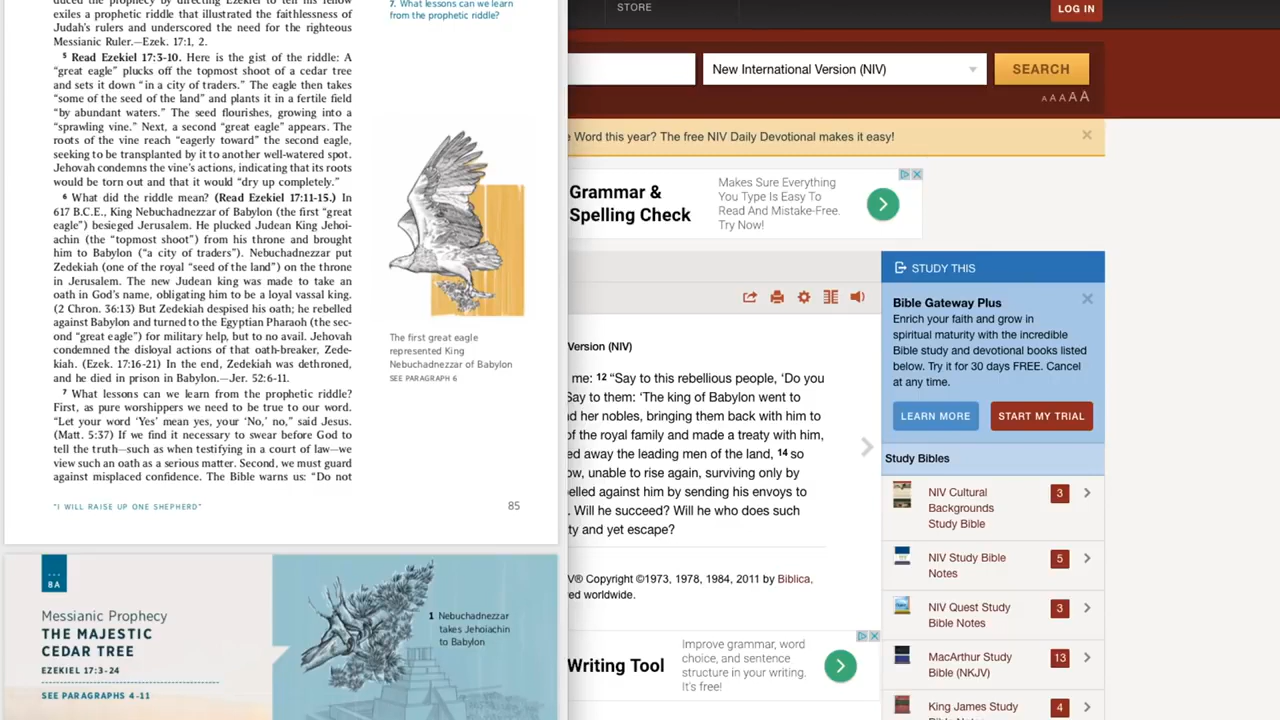 duced the prophecy by directing Ezekiel to tell his fellow
exiles a prophetic riddle that illustrated the faithlessness of
Judah's rulers and underscored the need for the righteous
Messianic Ruler.—Ezek. 17:1, 2.
5 Read Ezekiel 17:3-10. Here is the gist of the riddle: A
"great eagle" plucks off the topmost shoot of a cedar tree
and sets it down "in a city of traders." The eagle then takes
"some of the seed of the land" and plants it in a fertile field
"by abundant waters." The seed flourishes, growing into a
"sprawling vine." Next, a second "great eagle" appears. The
roots of the vine reach "eagerly toward" the second eagle,
seeking to be transplanted by it to another well-watered spot.
Jehovah condemns the vine's actions, indicating that its roots
would be torn out and that it would "dry up completely."
6 What did the riddle mean? (Read Ezekiel 17:11-15.) In
617 B.C.E., King Nebuchadnezzar of Babylon (the first "great
eagle") besieged Jerusalem. He plucked Judean King Jehoi-
achin (the "topmost shoot") from his throne and brought
him to Babylon ("a city of traders"). Nebuchadnezzar put
Zedekiah (one of the royal "seed of the land") on the throne
in Jerusalem. The new Judean king was made to take an
oath in God's name, obligating him to be a loyal vassal king.
(2 Chron. 36:13) But Zedekiah despised his oath; he rebelled
against Babylon and turned to the Egyptian Pharaoh (the sec-
ond "great eagle") for military help, but to no avail. Jehovah
condemned the disloyal actions of that oath-breaker, Zede-
kiah. (Ezek. 17:16-21) In the end, Zedekiah was dethroned,
and he died in prison in Babylon.—Jer. 52:6-11.
7 What lessons can we learn from the prophetic riddle?
First, as pure worshippers we need to be true to our word.
"Let your word 'Yes' mean yes, your 'No,' no," said Jesus.
(Matt. 5:37) If we find it necessary to swear before God to
tell the truth—such as when testifying in a court of law—we
view such an oath as a serious matter. Second, we must guard
against misplaced confidence. The Bible warns us: "Do not
7. What lessons can we learn
from the prophetic riddle?
The first great eagle
represented King
Nebuchadnezzar of Babylon
SEE PARAGRAPH 6
"I WILL RAISE UP ONE SHEPHERD"
85
8A
Messianic Prophecy
THE MAJESTIC
CEDAR TREE
EZEKIEL 17:3-24
SEE PARAGRAPHS 4-11
1 Nebuchadnezzar
takes Jehoiachin
to Babylon
STORE
LOG IN
New International Version (NIV)
SEARCH
A A A A A
e Word this year? The free NIV Daily Devotional makes it easy!
Grammar &
Spelling Check
Makes Sure Everything
You Type Is Easy To
Read And Mistake-Free.
Try Now!
Version (NIV)
me: 12 "Say to this rebellious people, 'Do you
Say to them: 'The king of Babylon went to
nd her nobles, bringing them back with him to
of the royal family and made a treaty with him,
ed away the leading men of the land, 14 so
ow, unable to rise again, surviving only by
elled against him by sending his envoys to
. Will he succeed? Will he who does such
ty and yet escape?
V® Copyright ©1973, 1978, 1984, 2011 by Biblica,
ed worldwide.
Writing Tool
Improve grammar, word
choice, and sentence
structure in your writing.
It's free!
STUDY THIS
Bible Gateway Plus
Enrich your faith and grow in
spiritual maturity with the incredible
Bible study and devotional books listed
below. Try it for 30 days FREE. Cancel
at any time.
LEARN MORE
START MY TRIAL
Study Bibles
NIV Cultural
Backgrounds
Study Bible
3
NIV Study Bible
Notes
5
NIV Quest Study
Bible Notes
3
MacArthur Study
Bible (NKJV)
13
King James Study
Bible Notes
4